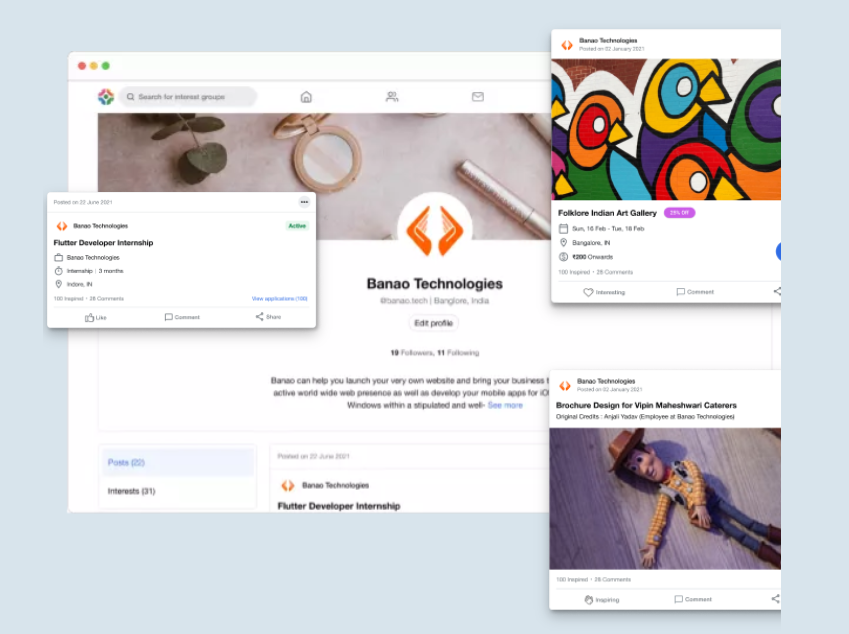 Search for interest groups
Banao Technologies
@banao.tech | Banglore, India
Edit profile
19 Followers, 11 Following
Banao can help you launch your very own website and bring your business t
active world wide web presence as well as develop your mobile apps for iO
Windows within a stipulated and well- See more
Posts (22)
Interests (31)
Posted on 22 June 2021
Banao Technologies
Flutter Developer Internship
Posted on 22 June 2021
Banao Technologies
Active
Flutter Developer Internship
Banao Technologies
Internship | 3 months
Indore, IN
100 Inspired • 28 Comments
View applications (100)
Like
Comment
Share
Banao Technologies
Posted on 02 January 2021
Folklore Indian Art Gallery
25% Off
Sun, 16 Feb - Tue, 18 Feb
Bangalore, IN
₹200 Onwards
100 Inspired • 28 Comments
Interesting
Comment
Banao Technologies
Posted on 02 January 2021
Brochure Design for Vipin Maheshwari Caterers
Original Credits : Anjali Yadav (Employee at Banao Technologies)
100 Inspired • 28 Comments
Inspiring
Comment